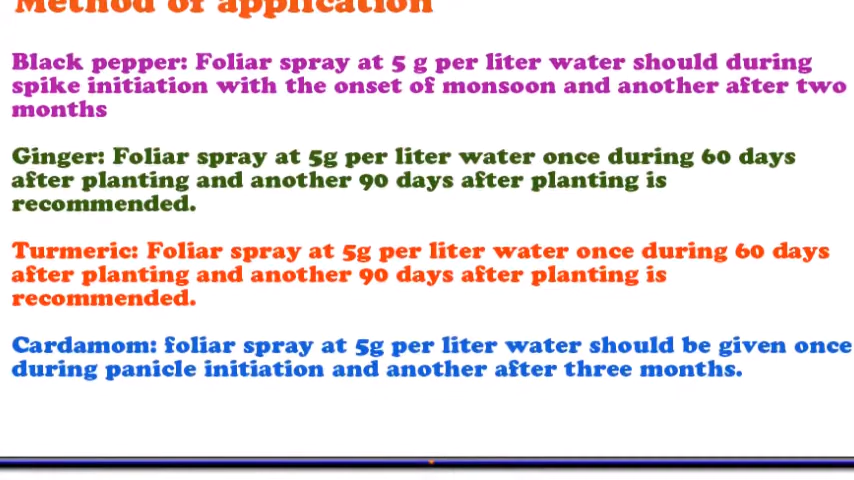 Method of application
Black pepper: Foliar spray at 5 g per liter water should during
spike initiation with the onset of monsoon and another after two
months
Ginger: Foliar spray at 5g per liter water once during 60 days
after planting and another 90 days after planting is
recommended.
Turmeric: Foliar spray at 5g per liter water once during 60 days
after planting and another 90 days after planting is
recommended.
Cardamom: foliar spray at 5g per liter water should be given once
during panicle initiation and another after three months.